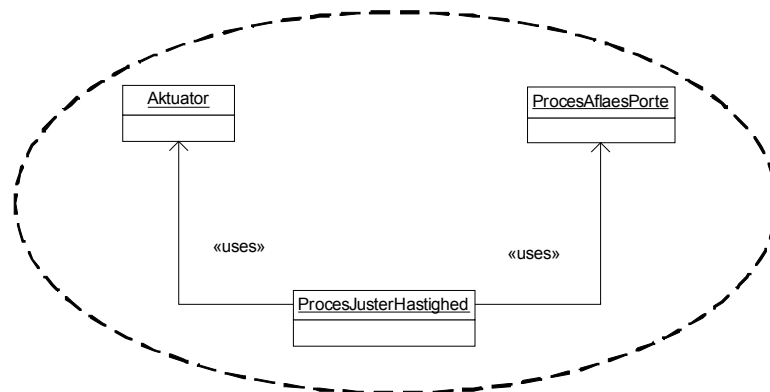 Aktuator
ProcesAflaesPorte
«uses»
«uses»
ProcesJusterHastighed